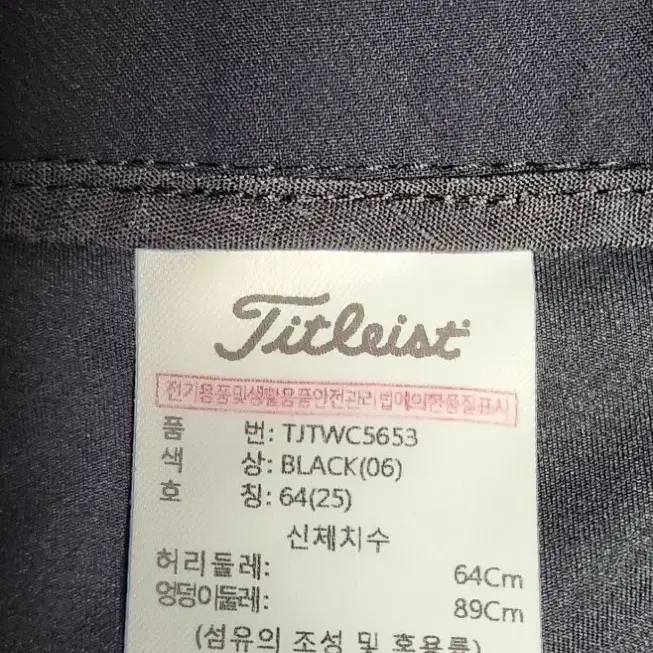 Titleist
전기용품및생활용품안전관리법에의한품질표시
품 번: TJTWC5653
색 상: BLACK(06)
호 칭: 64(25)
신체치수
허리둘레: 64Cm
엉덩이둘레: 89Cm
(섬유의 조성 및 혼용률)